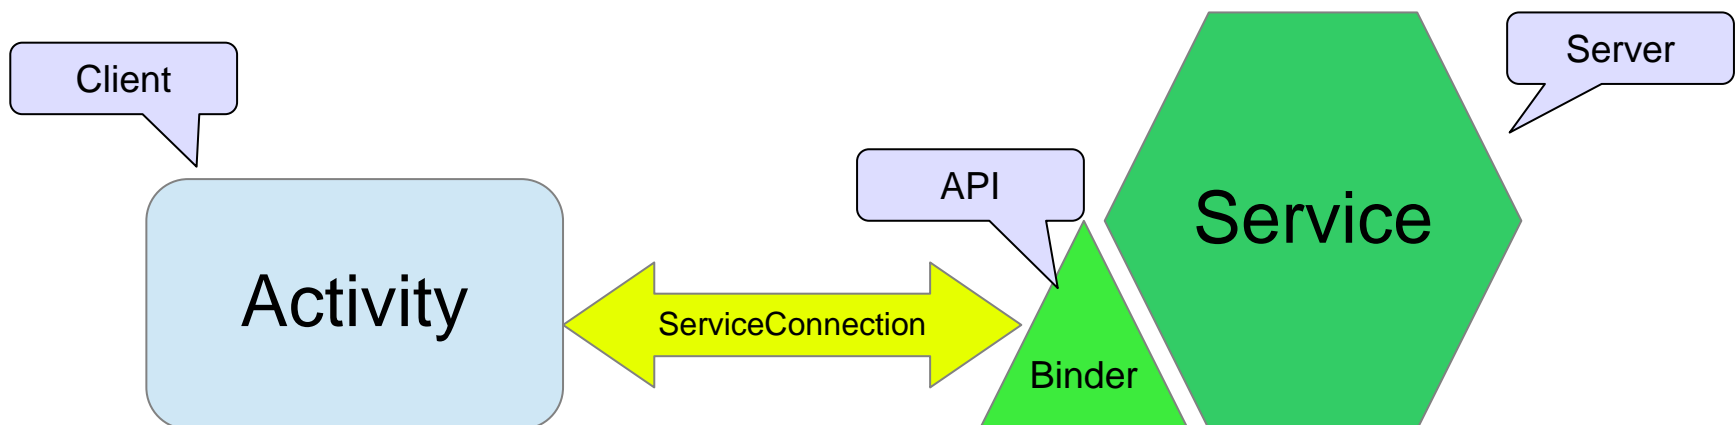 Client
Server
API
Service
Activity
ServiceConnection
Binder